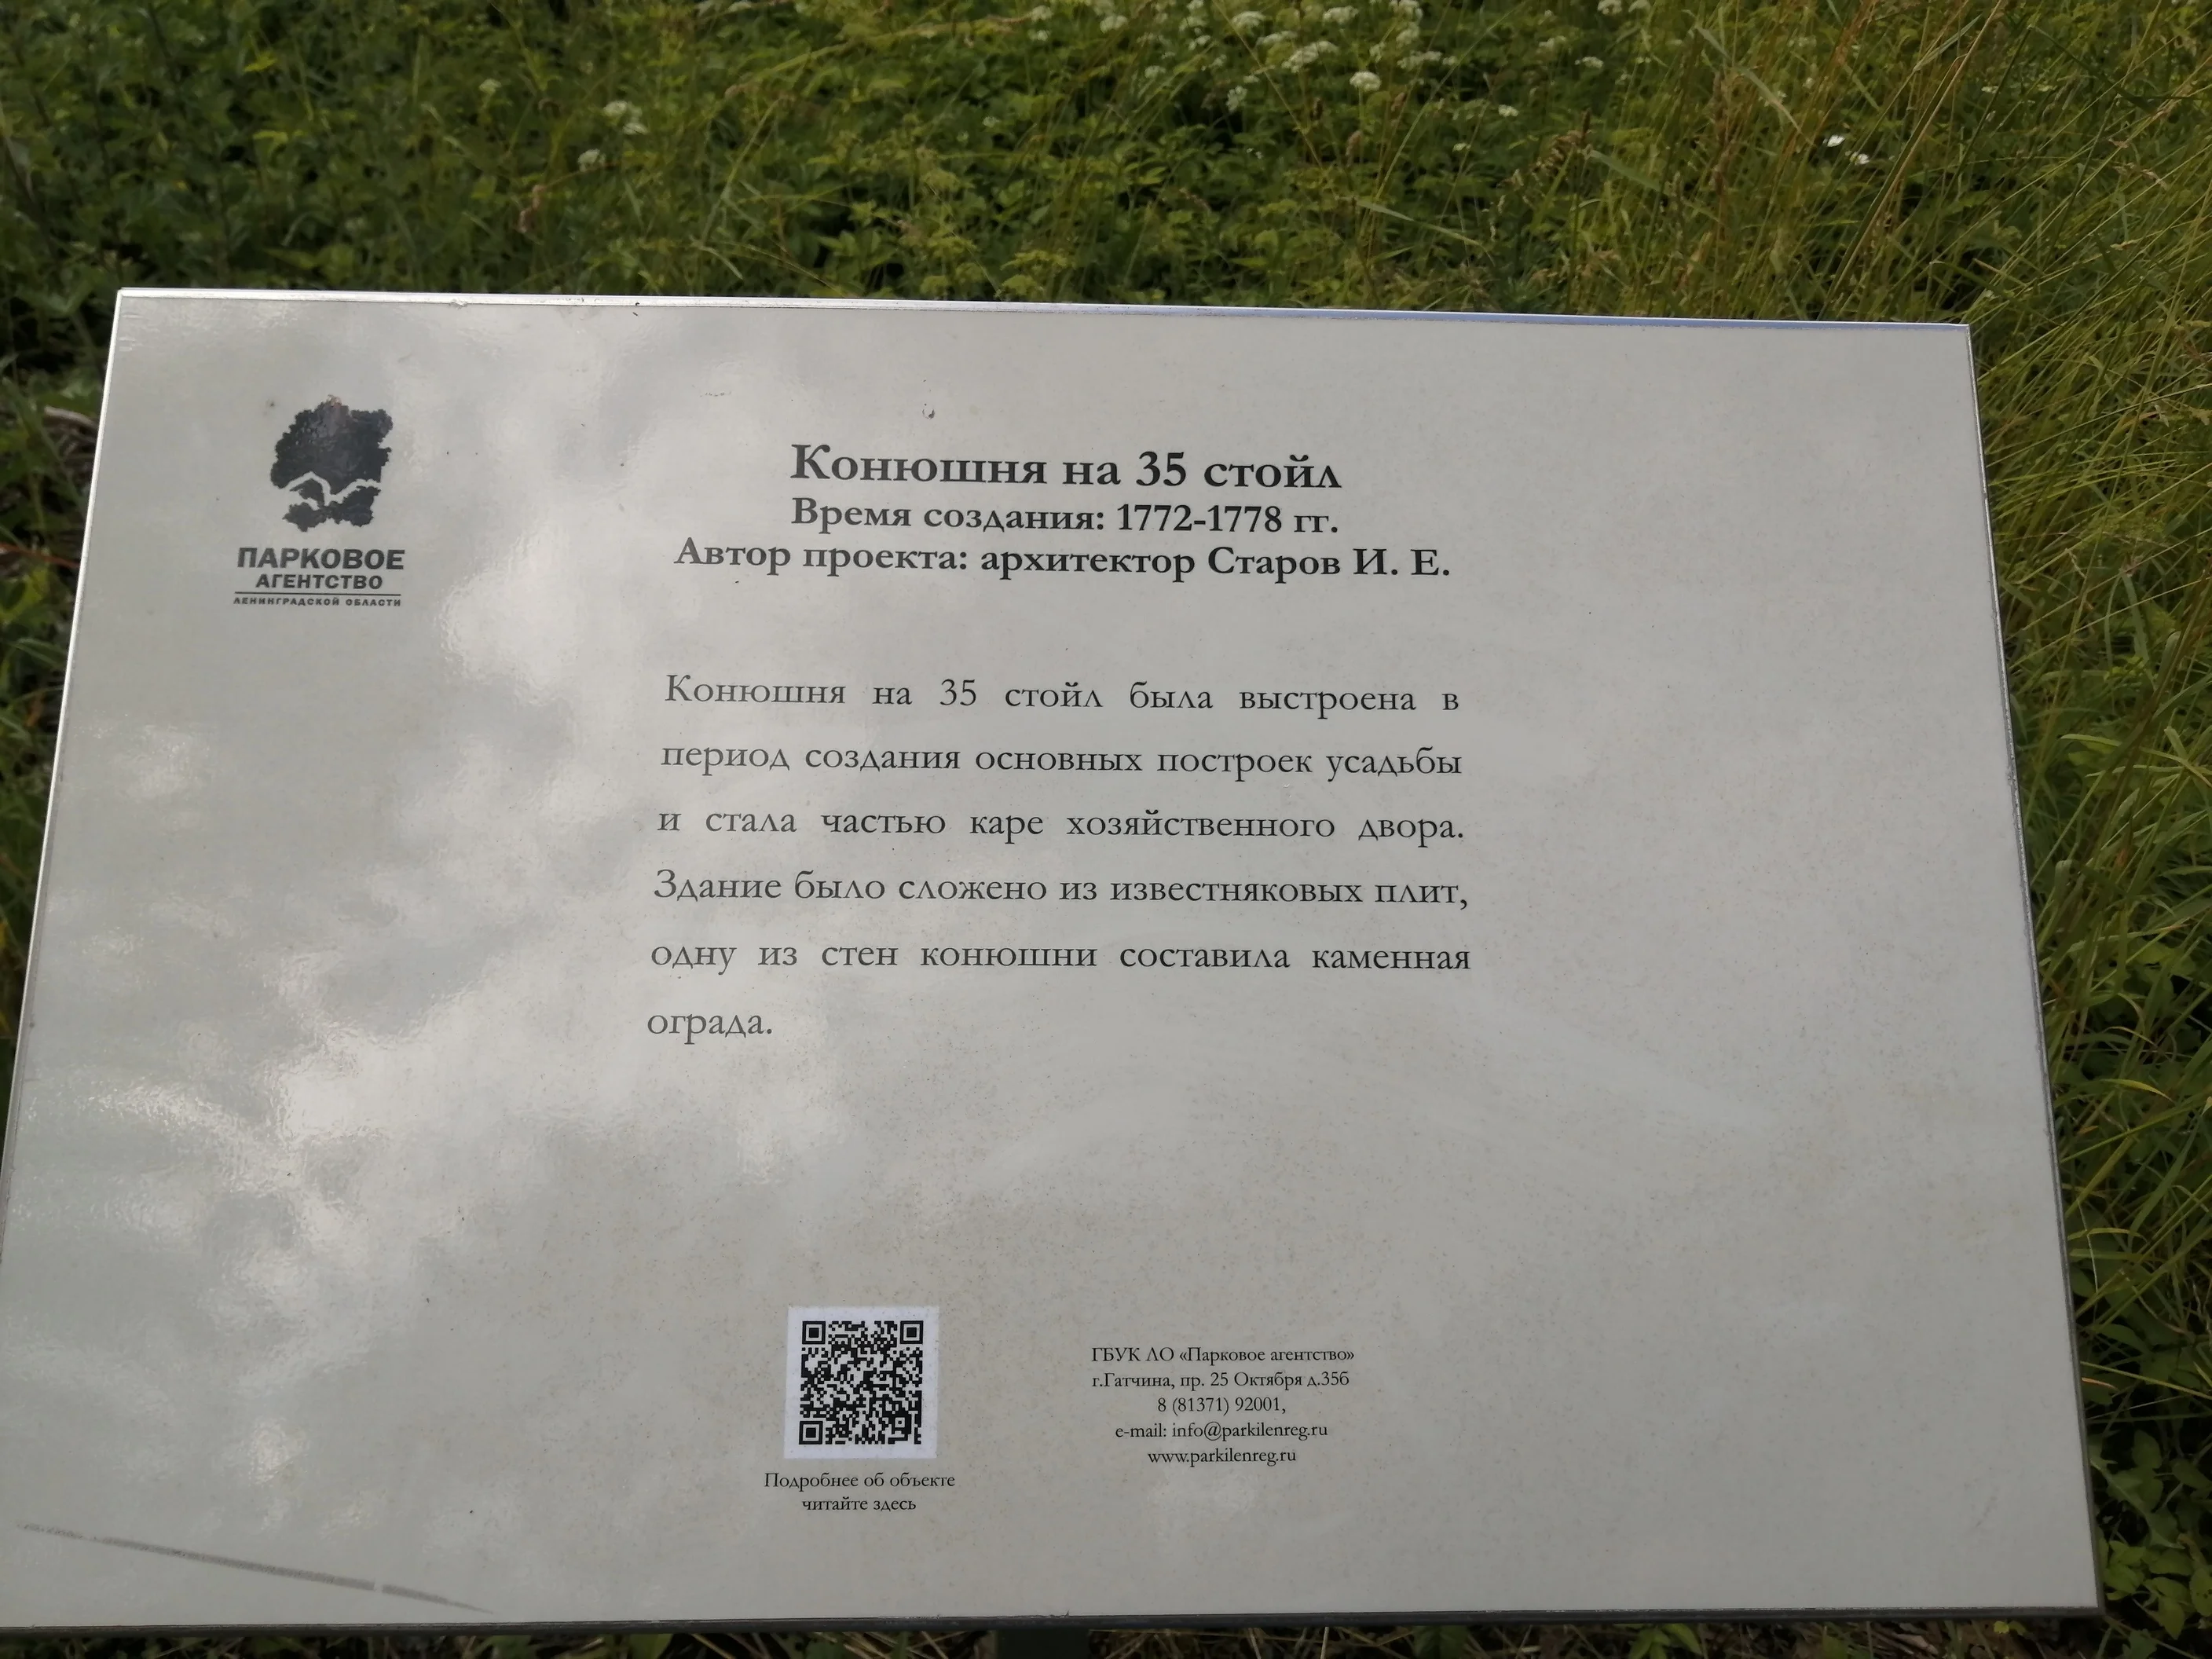 ПАРКОВОЕ
АГЕНТСТВО
ЛЕНИНГРАДСКОЙ ОБЛАСТИ
Конюшня на 35 стойл
Время создания: 1772-1778 гг.
Автор проекта: архитектор Старов И. Е.
Конюшня на 35 стойл была выстроена в
период создания основных построек усадьбы
и стала частью каре хозяйственного двора.
Здание было сложено из известняковых плит,
одну из стен конюшни составила каменная
ограда.
Подробнее об объекте
читайте здесь
ГБУК ЛО «Парковое агентство»
г.Гатчина, пр. 25 Октября д.35б
8 (81371) 92001,
e-mail: info@parkilenreg.ru
www.parkilenreg.ru